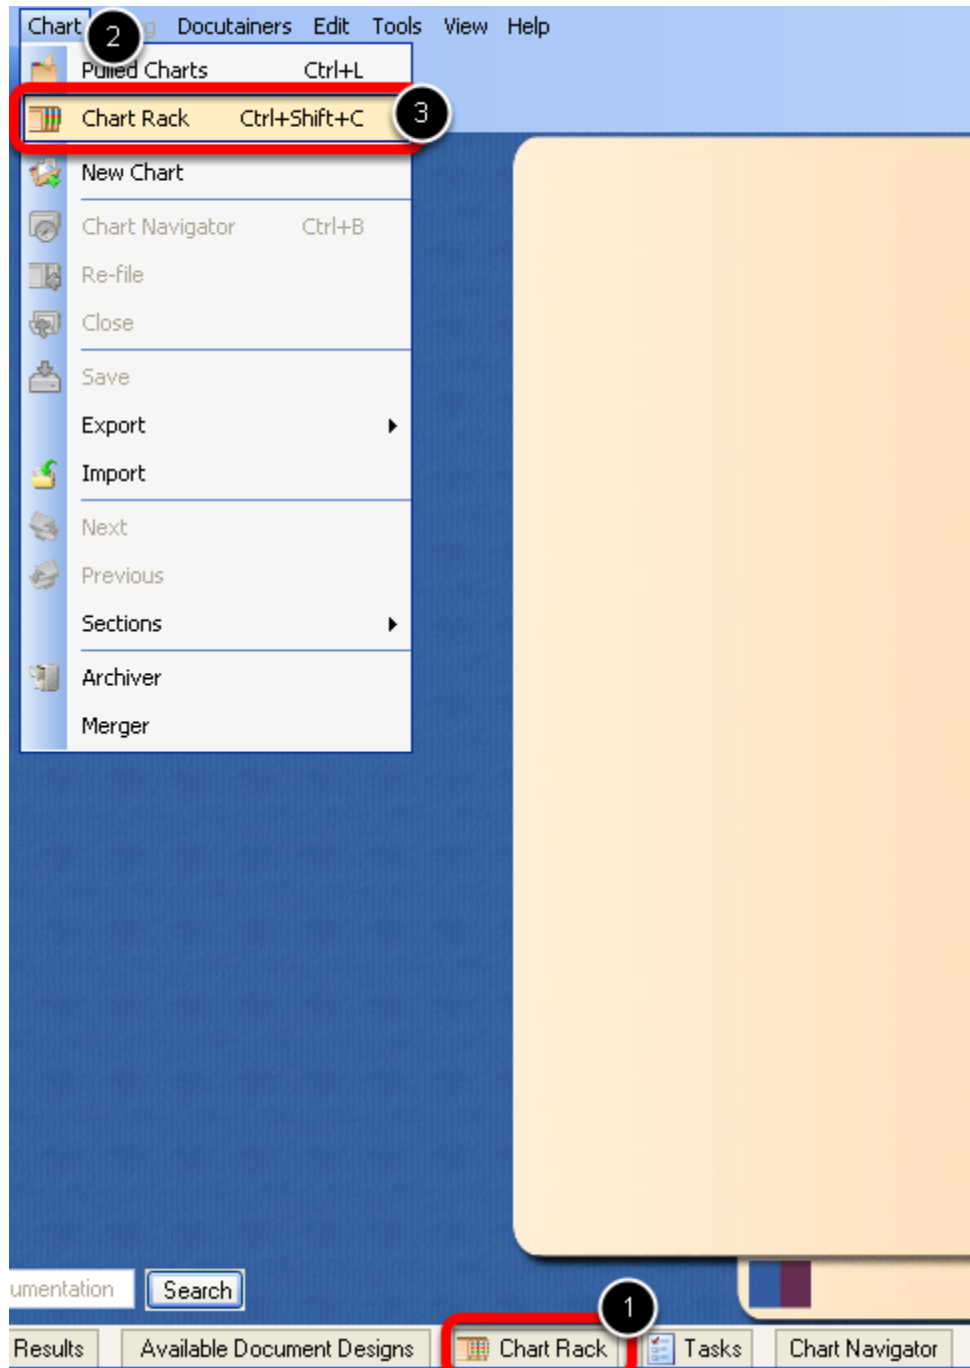 Chart 2 Docutainers Edit Tools View Help
Pulled Charts Ctrl+L
Chart Rack Ctrl+Shift+C 3
New Chart
Chart Navigator Ctrl+B
Re-file
Close
Save
Export
Import
Next
Previous
Sections
Archiver
Merger
umentation Search
1
Results Available Document Designs Chart Rack Tasks Chart Navigator